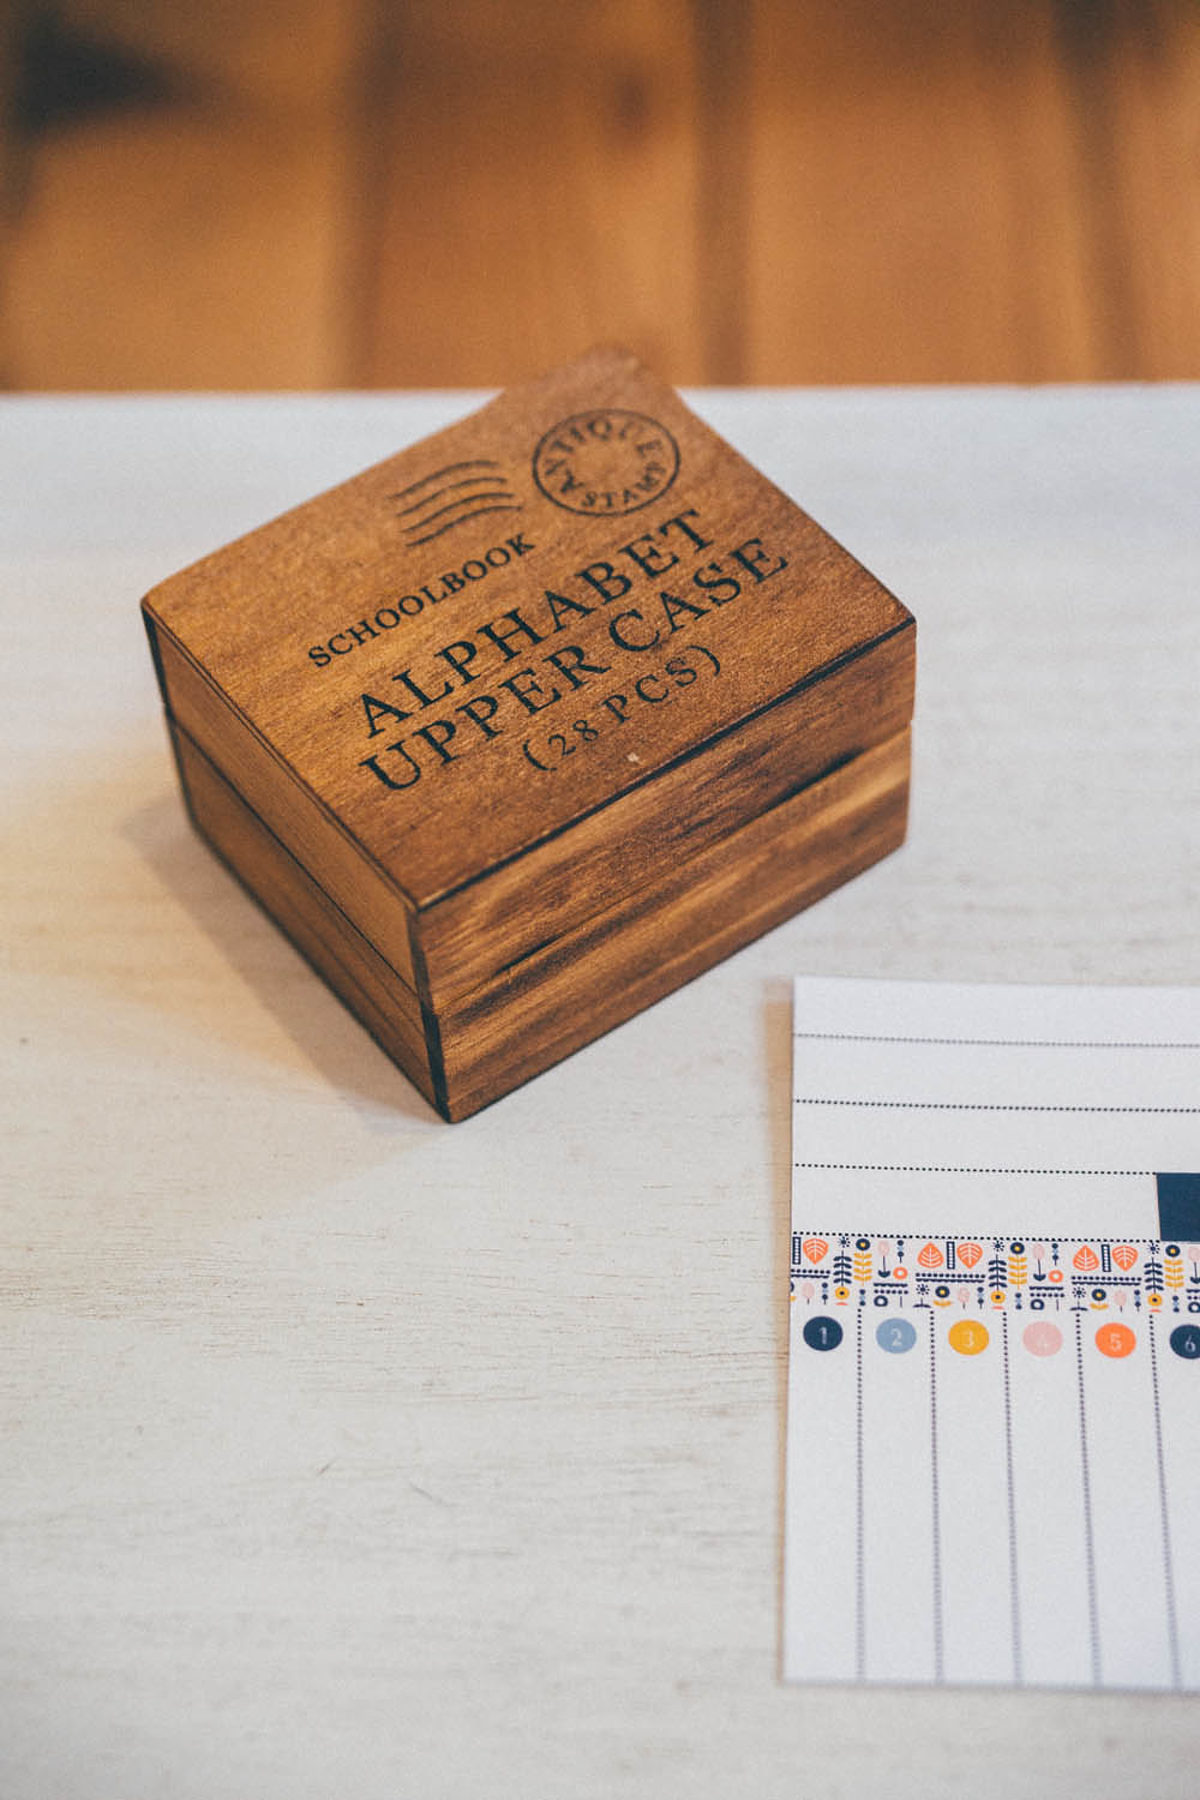 ANTIQUE
STAMP
SCHOOLBOOK
ALPHABET
UPPER CASE
(28 PCS)
1 2 3 4 5 6